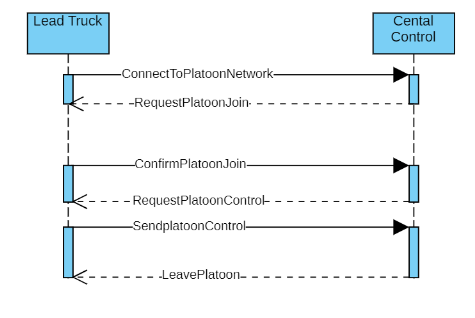 Lead Truck
Cental
Control
ConnectToPlatoonNetwork
RequestPlatoonJoin
ConfirmPlatoonJoin
RequestPlatoonControl
SendplatoonControl
LeavePlatoon